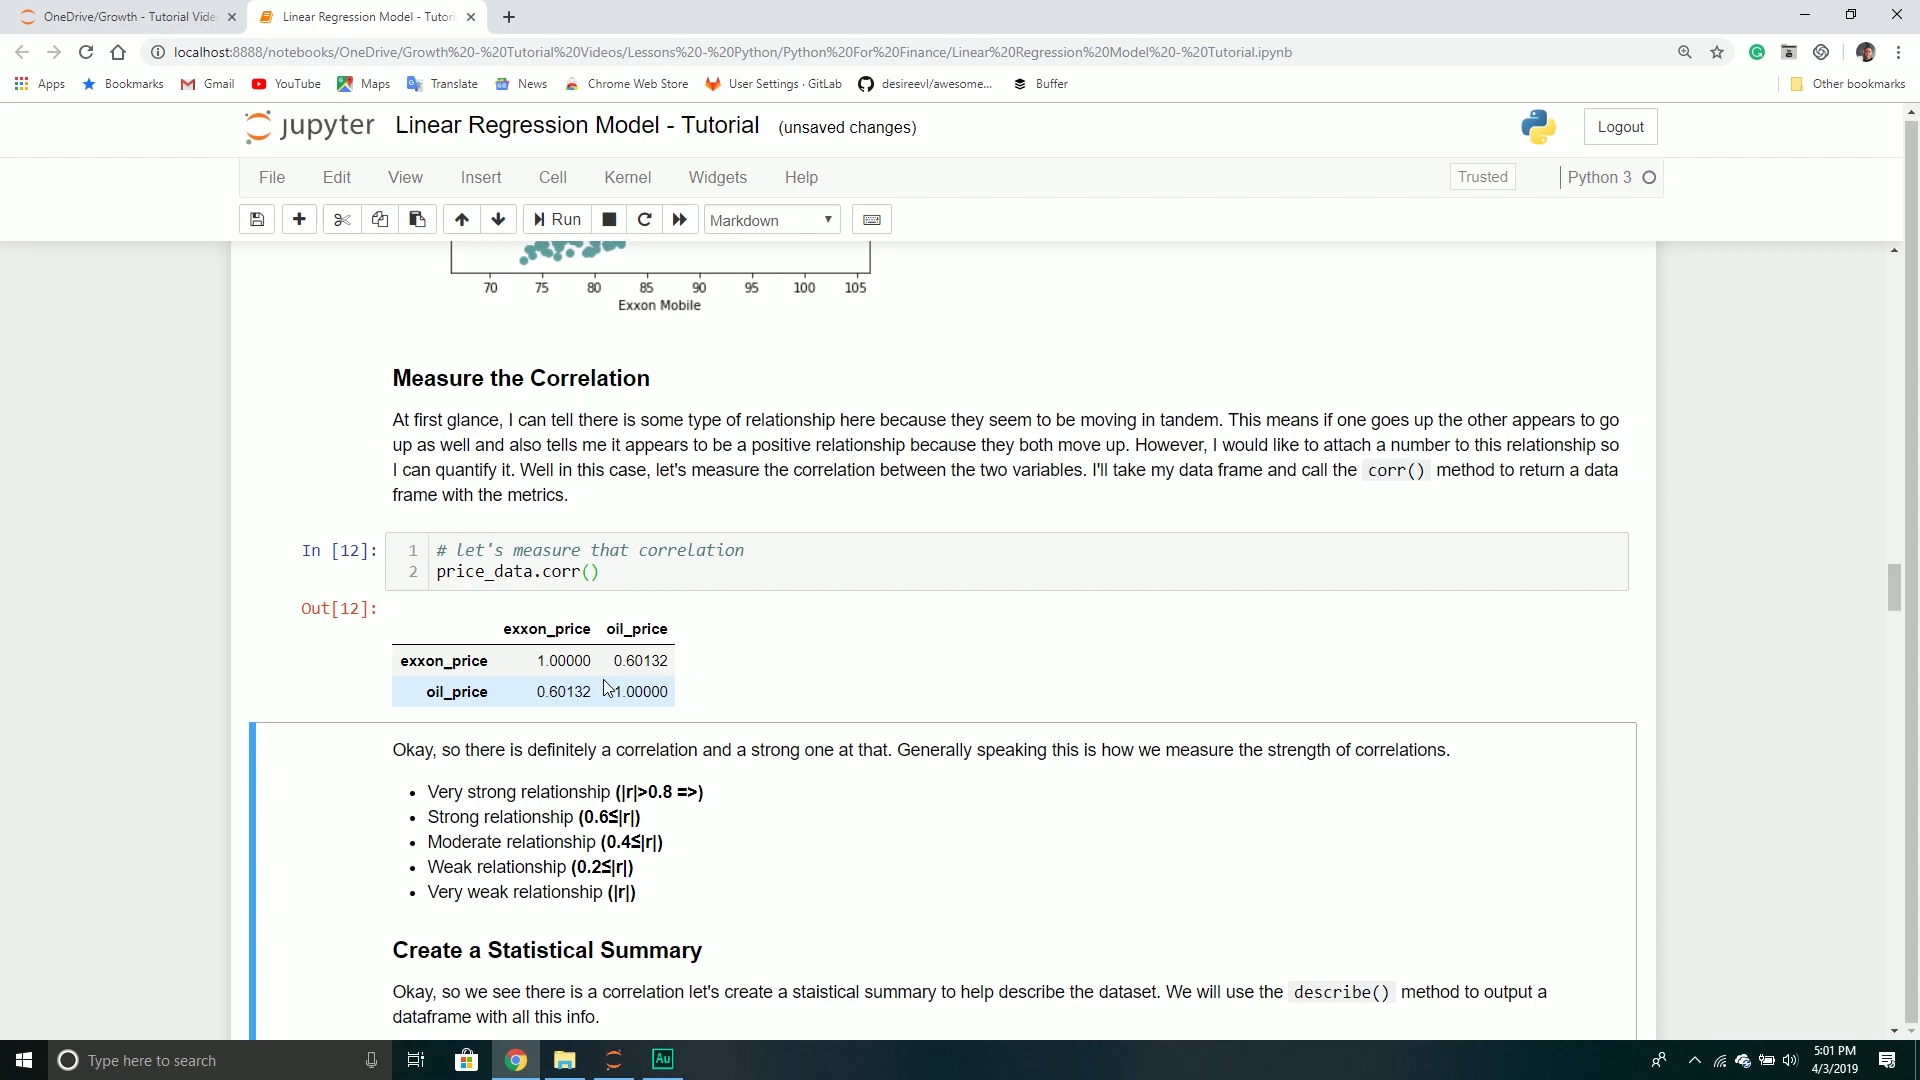 OneDrive/Growth - Tutorial Vide
Linear Regression Model - Tutori
localhost:8888/notebooks/OneDrive/Growth%20-%20Tutorial%20Videos/Lessons%20-%20Python/Python%20For%20Finance/Linear%20Regression%20Model%20-%20Tutorial.ipynb
Apps Bookmarks Gmail YouTube Maps Translate News Chrome Web Store User Settings · GitLab desireevl/awesome... Buffer Other bookmarks
jupyter Linear Regression Model - Tutorial (unsaved changes) Logout
File Edit View Insert Cell Kernel Widgets Help Trusted Python 3
Run Markdown
70 75 80 85 90 95 100 105
Exxon Mobile
Measure the Correlation
At first glance, I can tell there is some type of relationship here because they seem to be moving in tandem. This means if one goes up the other appears to go
up as well and also tells me it appears to be a positive relationship because they both move up. However, I would like to attach a number to this relationship so
I can quantify it. Well in this case, let's measure the correlation between the two variables. I'll take my data frame and call the corr() method to return a data
frame with the metrics.
In [12]: 1 # let's measure that correlation
2 price_data.corr()
Out[12]:
exxon_price oil_price
exxon_price 1.00000 0.60132
oil_price 0.60132 1.00000
Okay, so there is definitely a correlation and a strong one at that. Generally speaking this is how we measure the strength of correlations.
• Very strong relationship (|r|>0.8 =>)
• Strong relationship (0.6≤|r|)
• Moderate relationship (0.4≤|r|)
• Weak relationship (0.2≤|r|)
• Very weak relationship (|r|)
Create a Statistical Summary
Okay, so we see there is a correlation let's create a staistical summary to help describe the dataset. We will use the describe() method to output a
dataframe with all this info.
Type here to search
Au
5:01 PM
4/3/2019